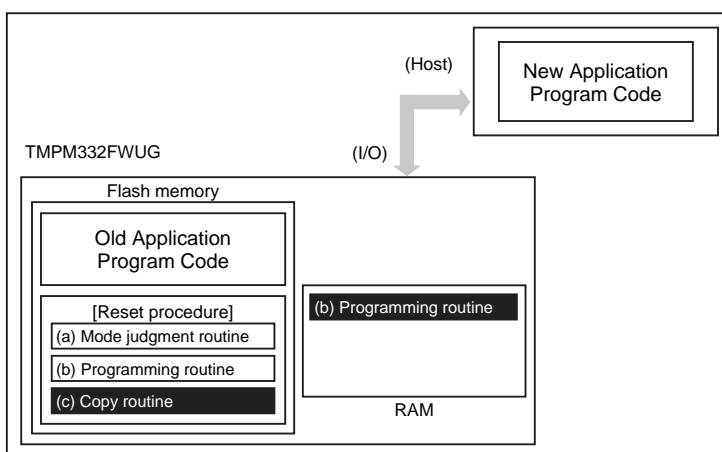 (Host)
New Application
Program Code
TMPM332FWUG
(I/O)
Flash memory
Old Application
Program Code
[Reset procedure]
(a) Mode judgment routine
(b) Programming routine
(c) Copy routine
(b) Programming routine
RAM